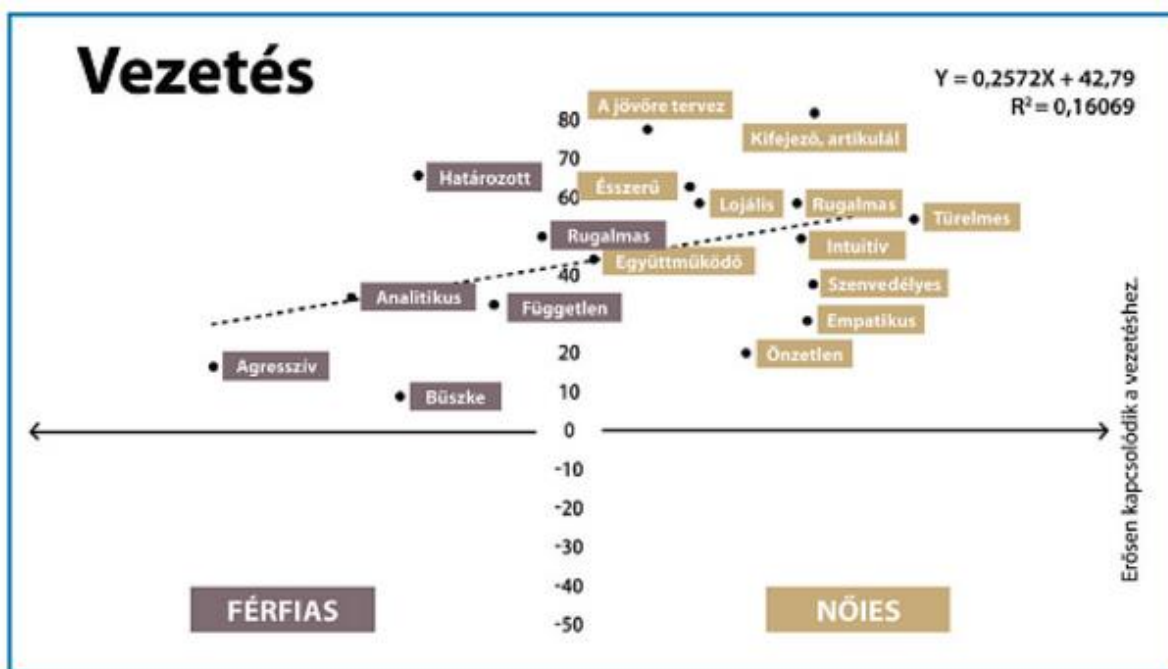 Vezetés
Y = 0,2572X + 42,79
R² = 0,16069
A jövőre tervez
Kifejező, artikulál
Határozott
Ésszerű
Lojális
Rugalmas
Türelmes
Rugalmas
Intuitív
Együttműködő
Szenvedélyes
Analitikus
Független
Empatikus
Önzetlen
Agresszív
Büszke
80
70
60
50
40
20
10
0
-10
-20
-30
-40
-50
FÉRFIAS
NŐIES
Erősen kapcsolódik a vezetéshez.